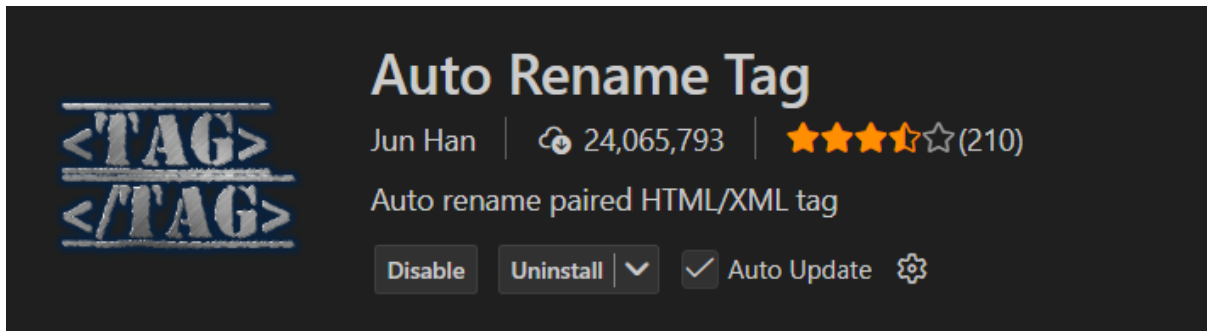 <TAG>
</TAG>
Auto Rename Tag
Jun Han 24,065,793 (210)
Auto rename paired HTML/XML tag
Disable Uninstall Auto Update